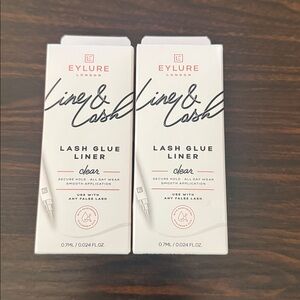 EYLURE
LONDON
Line &
Lash
LASH GLUE
LINER
clear
SECURE HOLD · ALL DAY WEAR
SMOOTH APPLICATION
USE WITH
ANY FALSE LASH
0.7ML / 0.024 FL.OZ.
EYLURE
LONDON
Line &
Lash
LASH GLUE
LINER
clear
SECURE HOLD · ALL DAY WEAR
SMOOTH APPLICATION
USE WITH
ANY FALSE LASH
0.7ML / 0.024 FL.OZ.